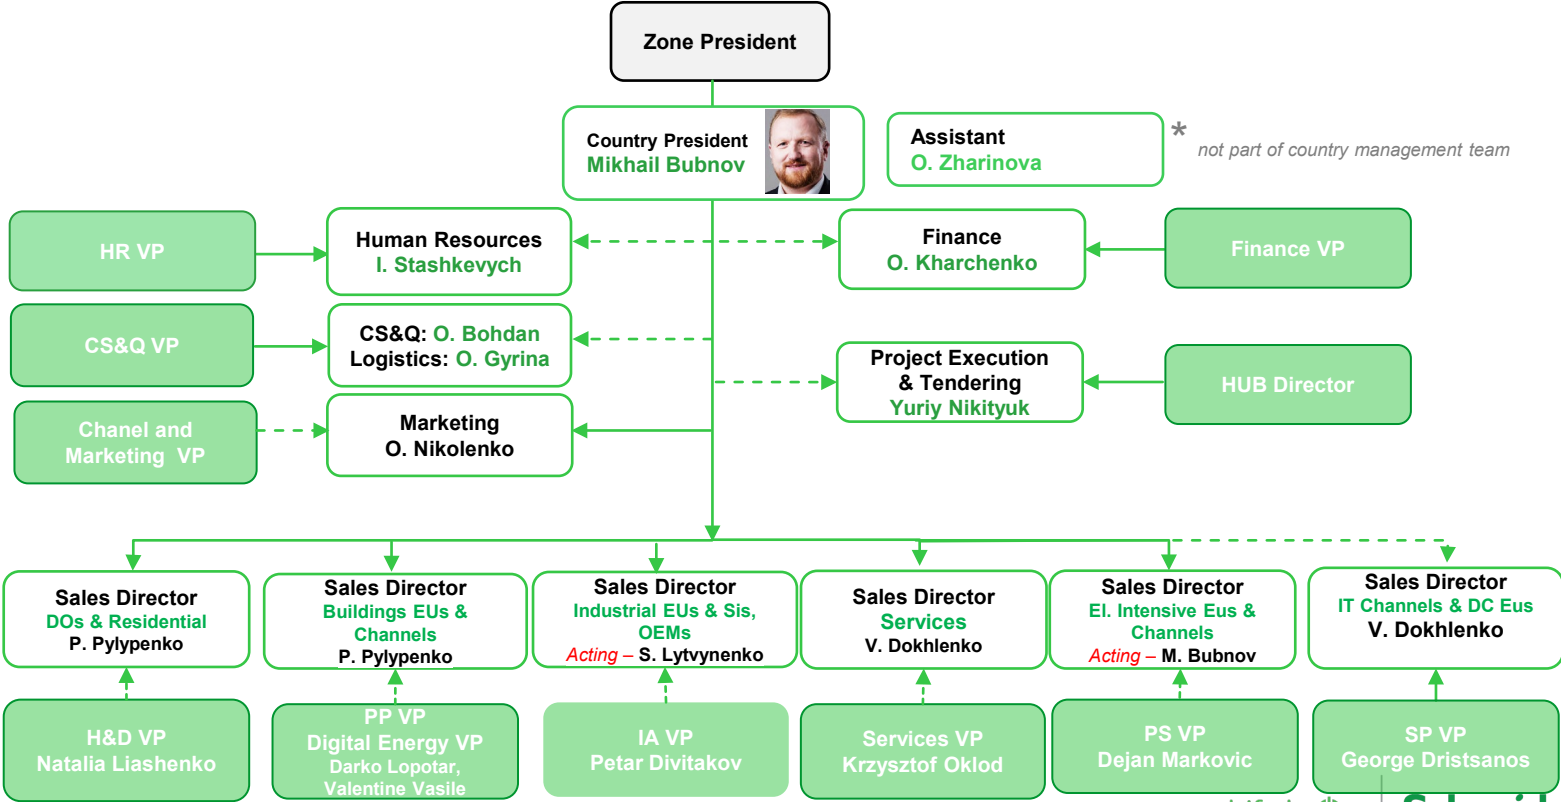 Zone President
Country President
Mikhail Bubnov
Assistant
O. Zharinova
*
not part of country management team
HR VP
Human Resources
I. Stashkevych
Finance
O. Kharchenko
Finance VP
CS&Q VP
CS&Q: O. Bohdan
Logistics: O. Gyrina
Project Execution
& Tendering
Yuriy Nikityuk
HUB Director
Chanel and
Marketing VP
Marketing
O. Nikolenko
Sales Director
DOs & Residential
P. Pylypenko
Sales Director
Buildings EUs &
Channels
P. Pylypenko
Sales Director
Industrial EUs & Sis,
OEMs
Acting – S. Lytvynenko
Sales Director
Services
V. Dokhlenko
Sales Director
El. Intensive Eus &
Channels
Acting – M. Bubnov
Sales Director
IT Channels & DC Eus
V. Dokhlenko
H&D VP
Natalia Liashenko
PP VP
Digital Energy VP
Darko Lopotar,
Valentine Vasile
IA VP
Petar Divitakov
Services VP
Krzysztof Oklod
PS VP
Dejan Markovic
SP VP
George Dristsanos